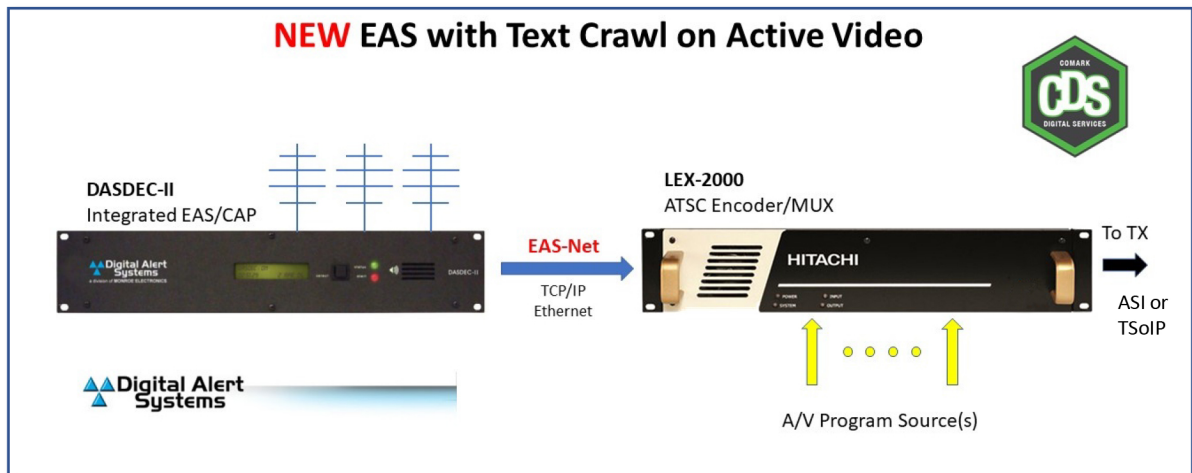 NEW EAS with Text Crawl on Active Video
COMARK
CDS
DIGITAL SERVICES
DASDEC-II
Integrated EAS/CAP
LEX-2000
ATSC Encoder/MUX
Digital Alert
Systems
a division of MONROE ELECTRONICS
DASDEC-II
EAS-Net
TCP/IP
Ethernet
HITACHI
POWER
INPUT
SYSTEM
OUTPUT
To TX
ASI or
TSoIP
Digital Alert
Systems
A/V Program Source(s)